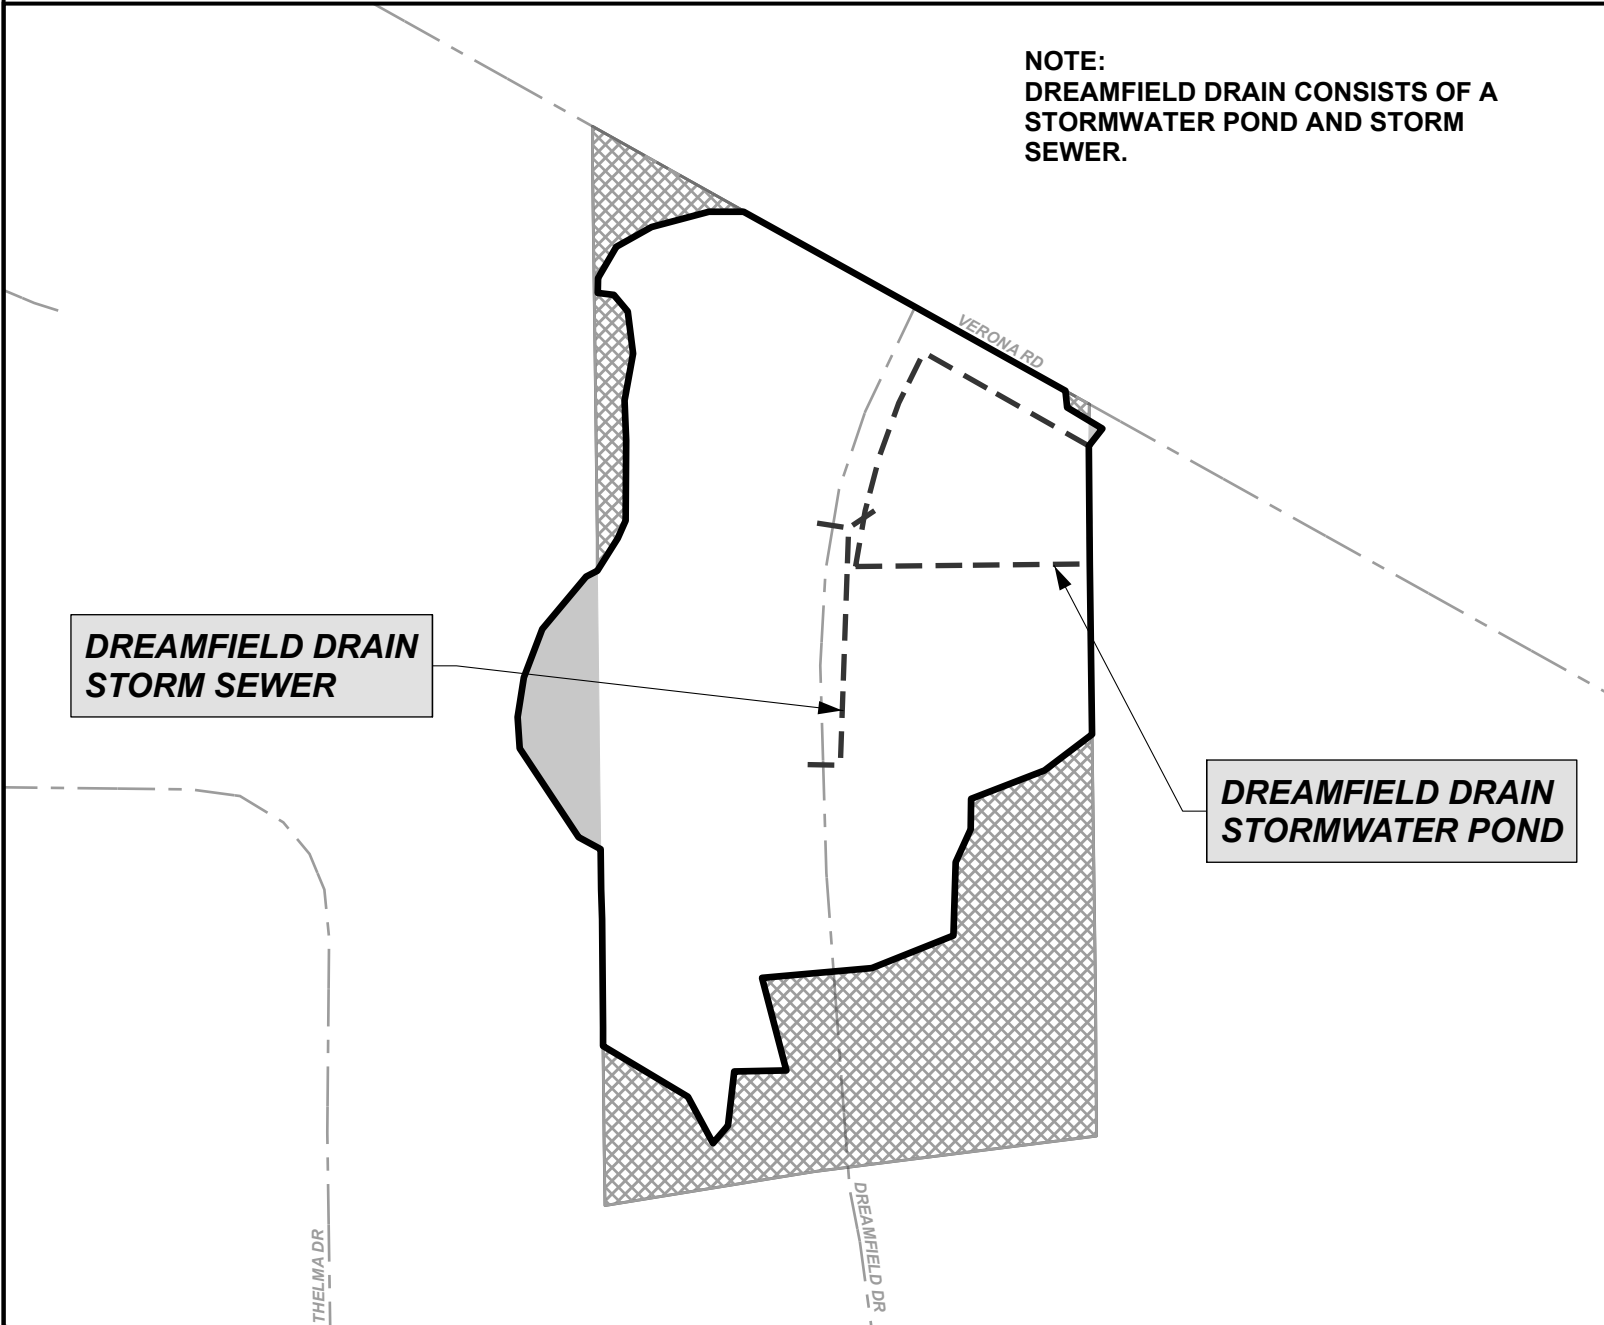 NOTE:
DREAMFIELD DRAIN CONSISTS OF A
STORMWATER POND AND STORM
SEWER.
VERONA RD
DREAMFIELD DRAIN
STORM SEWER
DREAMFIELD DRAIN
STORMWATER POND
THELMA DR
DREAMFIELD DR